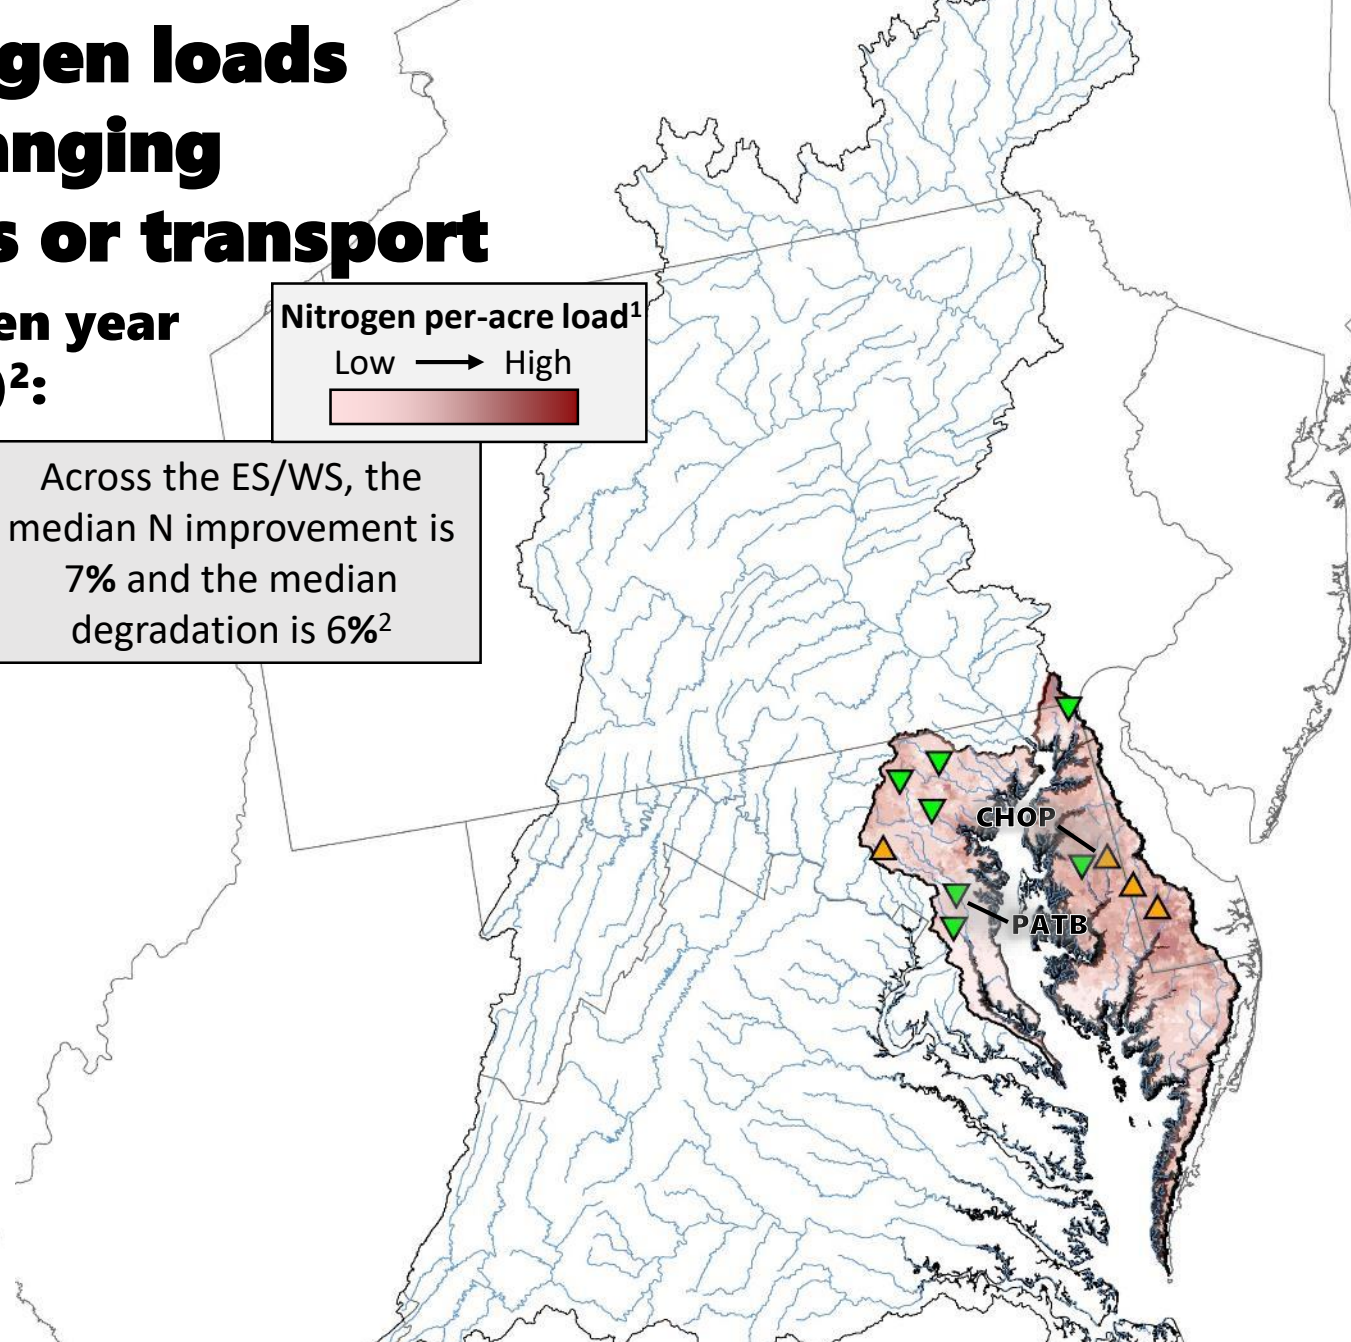 gen loads
anging
s or transport
en year
)²:
Nitrogen per-acre load¹
Low High
Across the ES/WS, the
median N improvement is
7% and the median
degradation is 6%²
CHOP
PATB